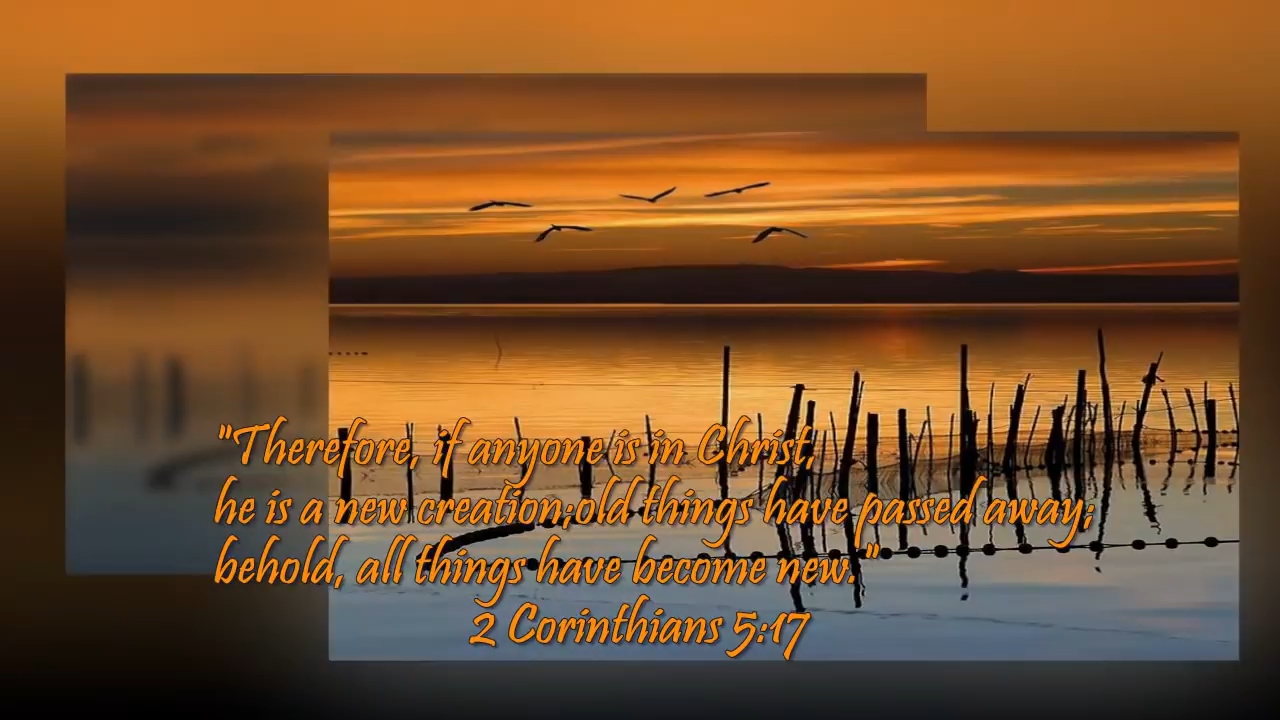 "Therefore, if anyone is in Christ,
he is a new creation;old things have passed away;
behold, all things have become new."
2 Corinthians 5:17